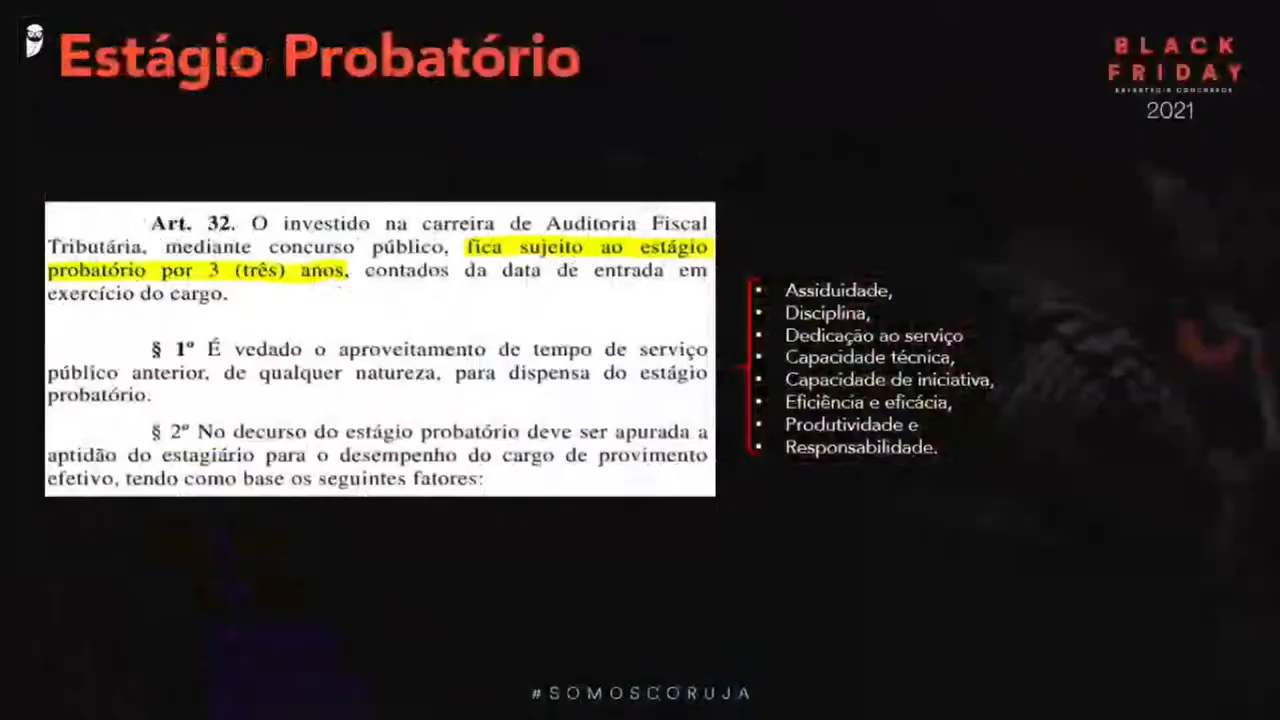 Estágio Probatório
BLACK
FRIDAY
ESTRATÉGIA CONCURSOS
2021
Art. 32. O investido na carreira de Auditoria Fiscal
Tributária, mediante concurso público, fica sujeito ao estágio
probatório por 3 (três) anos, contados da data de entrada em
exercício do cargo.
§ 1º É vedado o aproveitamento de tempo de serviço
público anterior, de qualquer natureza, para dispensa do estágio
probatório.
§ 2º No decurso do estágio probatório deve ser apurada a
aptidão do estagiário para o desempenho do cargo de provimento
efetivo, tendo como base os seguintes fatores:
▪ Assiduidade,
▪ Disciplina,
▪ Dedicação ao serviço
▪ Capacidade técnica,
▪ Capacidade de iniciativa,
▪ Eficiência e eficácia,
▪ Produtividade e
▪ Responsabilidade.
#SOMOSCORUJA